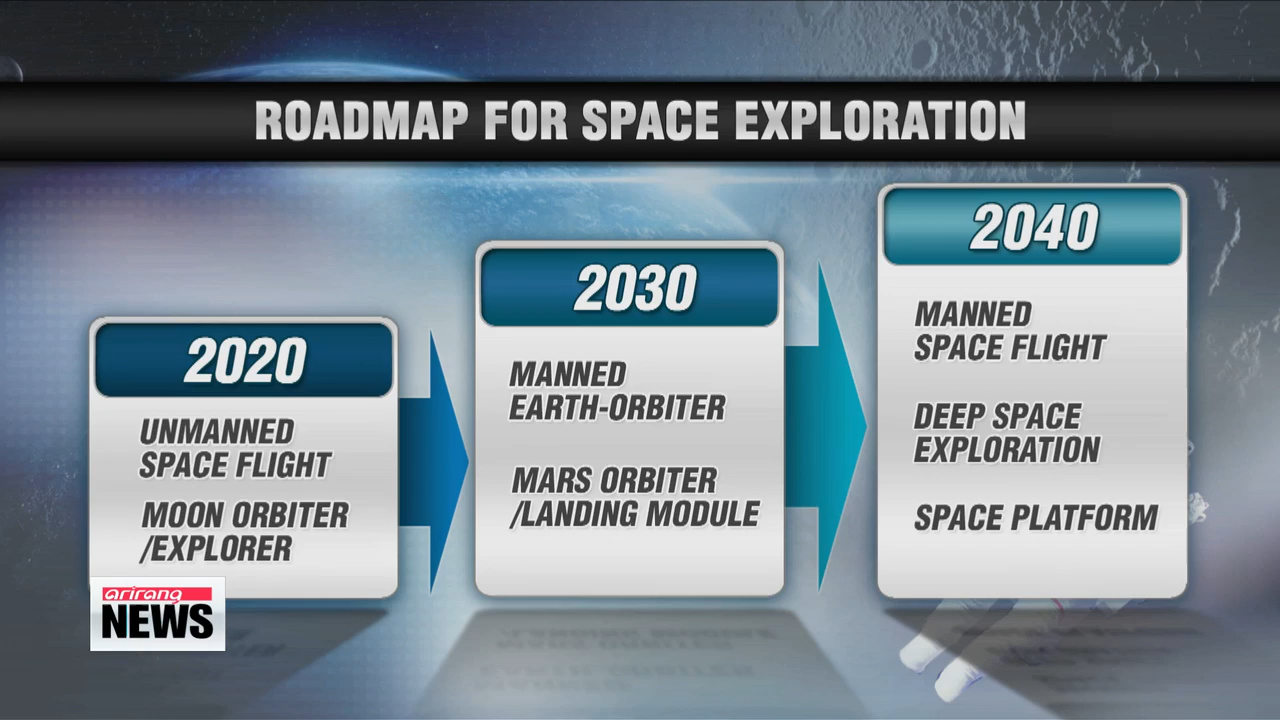 ROADMAP FOR SPACE EXPLORATION
2020
UNMANNED
SPACE FLIGHT
MOON ORBITER
/EXPLORER
2030
MANNED
EARTH-ORBITER
MARS ORBITER
/LANDING MODULE
2040
MANNED
SPACE FLIGHT
DEEP SPACE
EXPLORATION
SPACE PLATFORM
arirang
NEWS